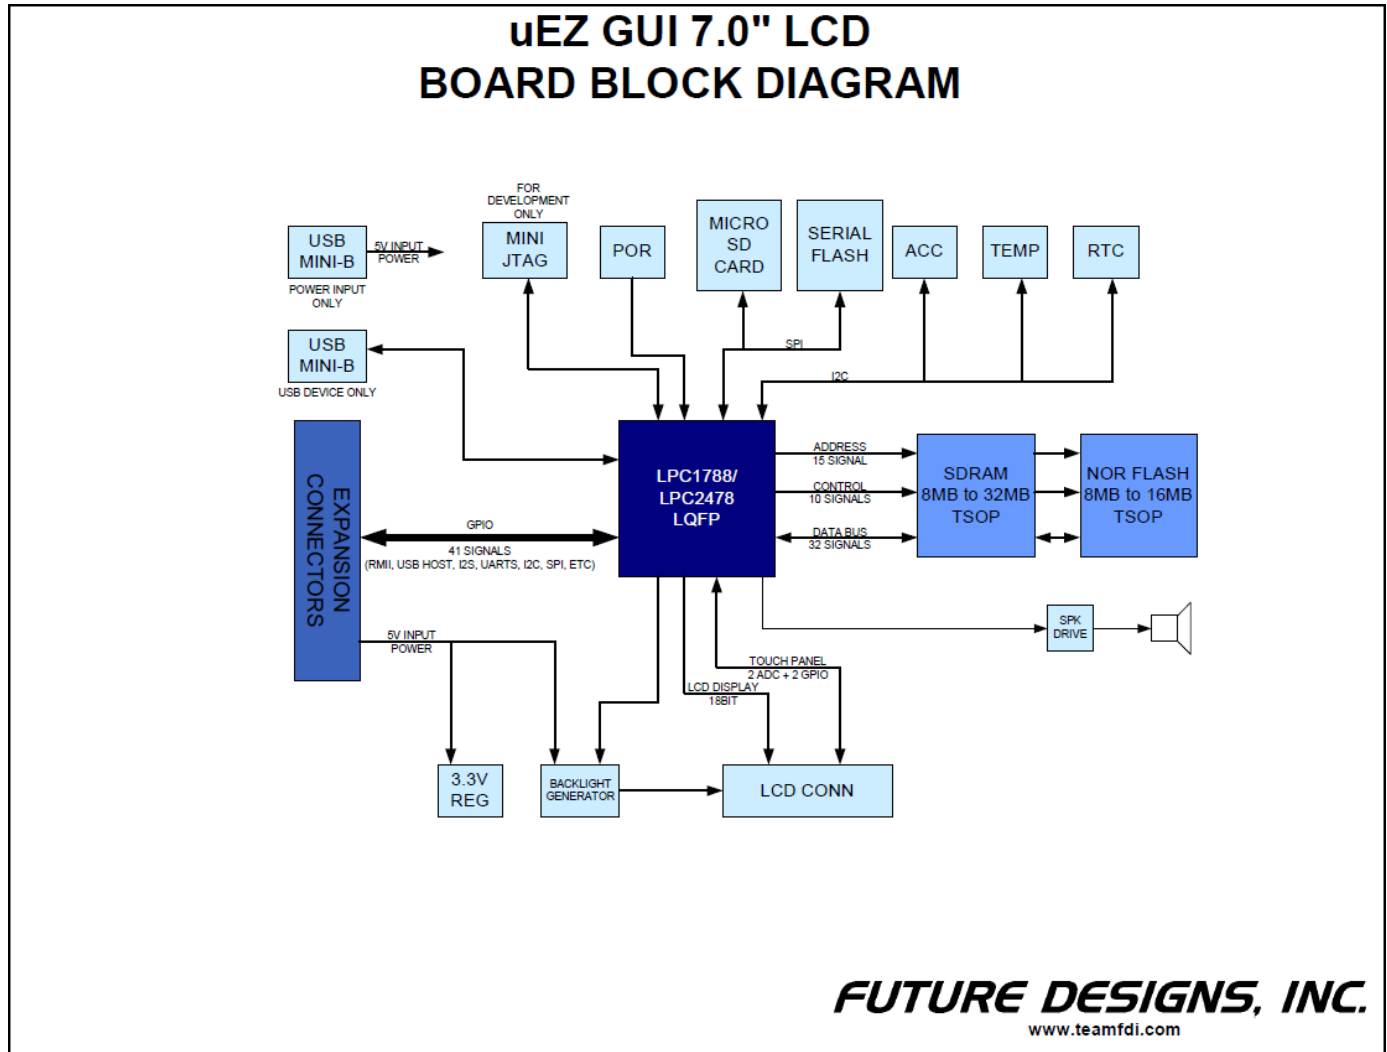 uEZ GUI 7.0" LCD
BOARD BLOCK DIAGRAM
FOR
DEVELOPMENT
ONLY
USB
MINI-B
5V INPUT
POWER
POWER INPUT
ONLY
MINI
JTAG
POR
MICRO
SD
CARD
SERIAL
FLASH
ACC
TEMP
RTC
USB
MINI-B
USB DEVICE ONLY
SPI
I2C
EXPANSION
CONNECTORS
GPIO
41 SIGNALS
(RMII, USB HOST, I2S, UARTS, I2C, SPI, ETC)
LPC1788/
LPC2478
LQFP
ADDRESS
15 SIGNAL
CONTROL
10 SIGNALS
DATA BUS
32 SIGNALS
SDRAM
8MB to 32MB
TSOP
NOR FLASH
8MB to 16MB
TSOP
5V INPUT
POWER
SPK
DRIVE
TOUCH PANEL
2 ADC + 2 GPIO
LCD DISPLAY
18BIT
3.3V
REG
BACKLIGHT
GENERATOR
LCD CONN
FUTURE DESIGNS, INC.
www.teamfdi.com